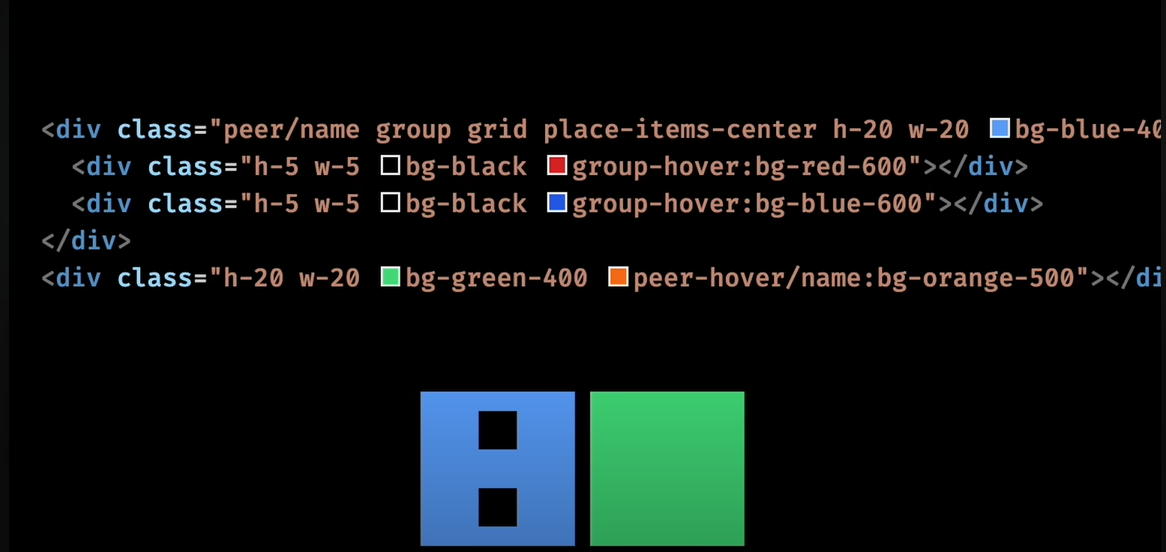 <div class="peer/name group grid place-items-center h-20 w-20 bg-blue-40
<div class="h-5 w-5 bg-black group-hover:bg-red-600"></div>
<div class="h-5 w-5 bg-black group-hover:bg-blue-600"></div>
</div>
<div class="h-20 w-20 bg-green-400 peer-hover/name:bg-orange-500"></di